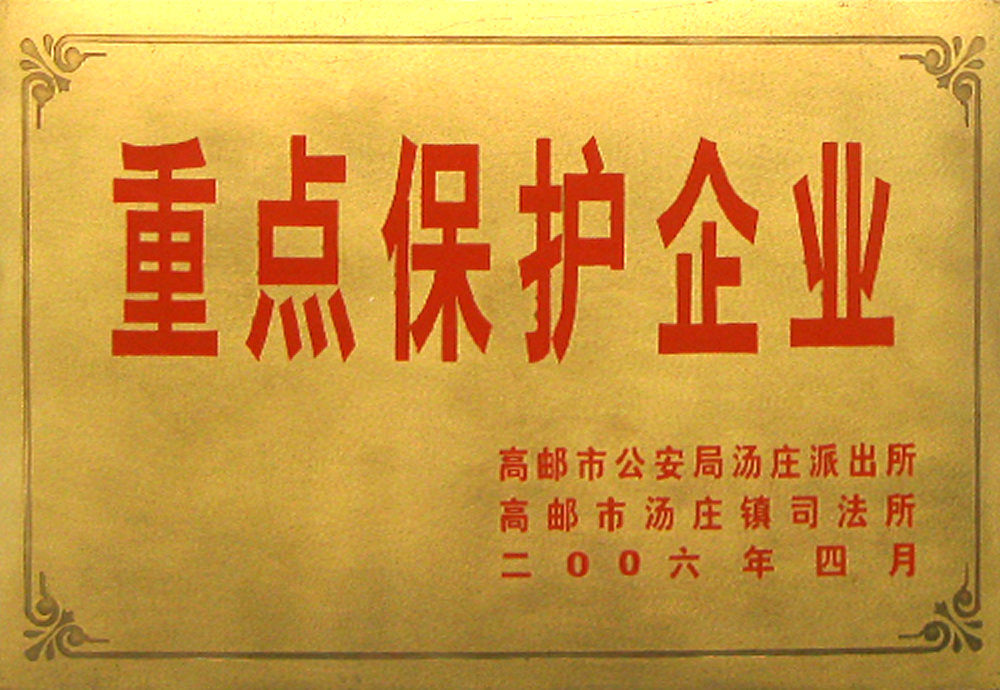 重点保护企业
高邮市公安局汤庄派出所
高邮市汤庄镇司法所
二00六年四月